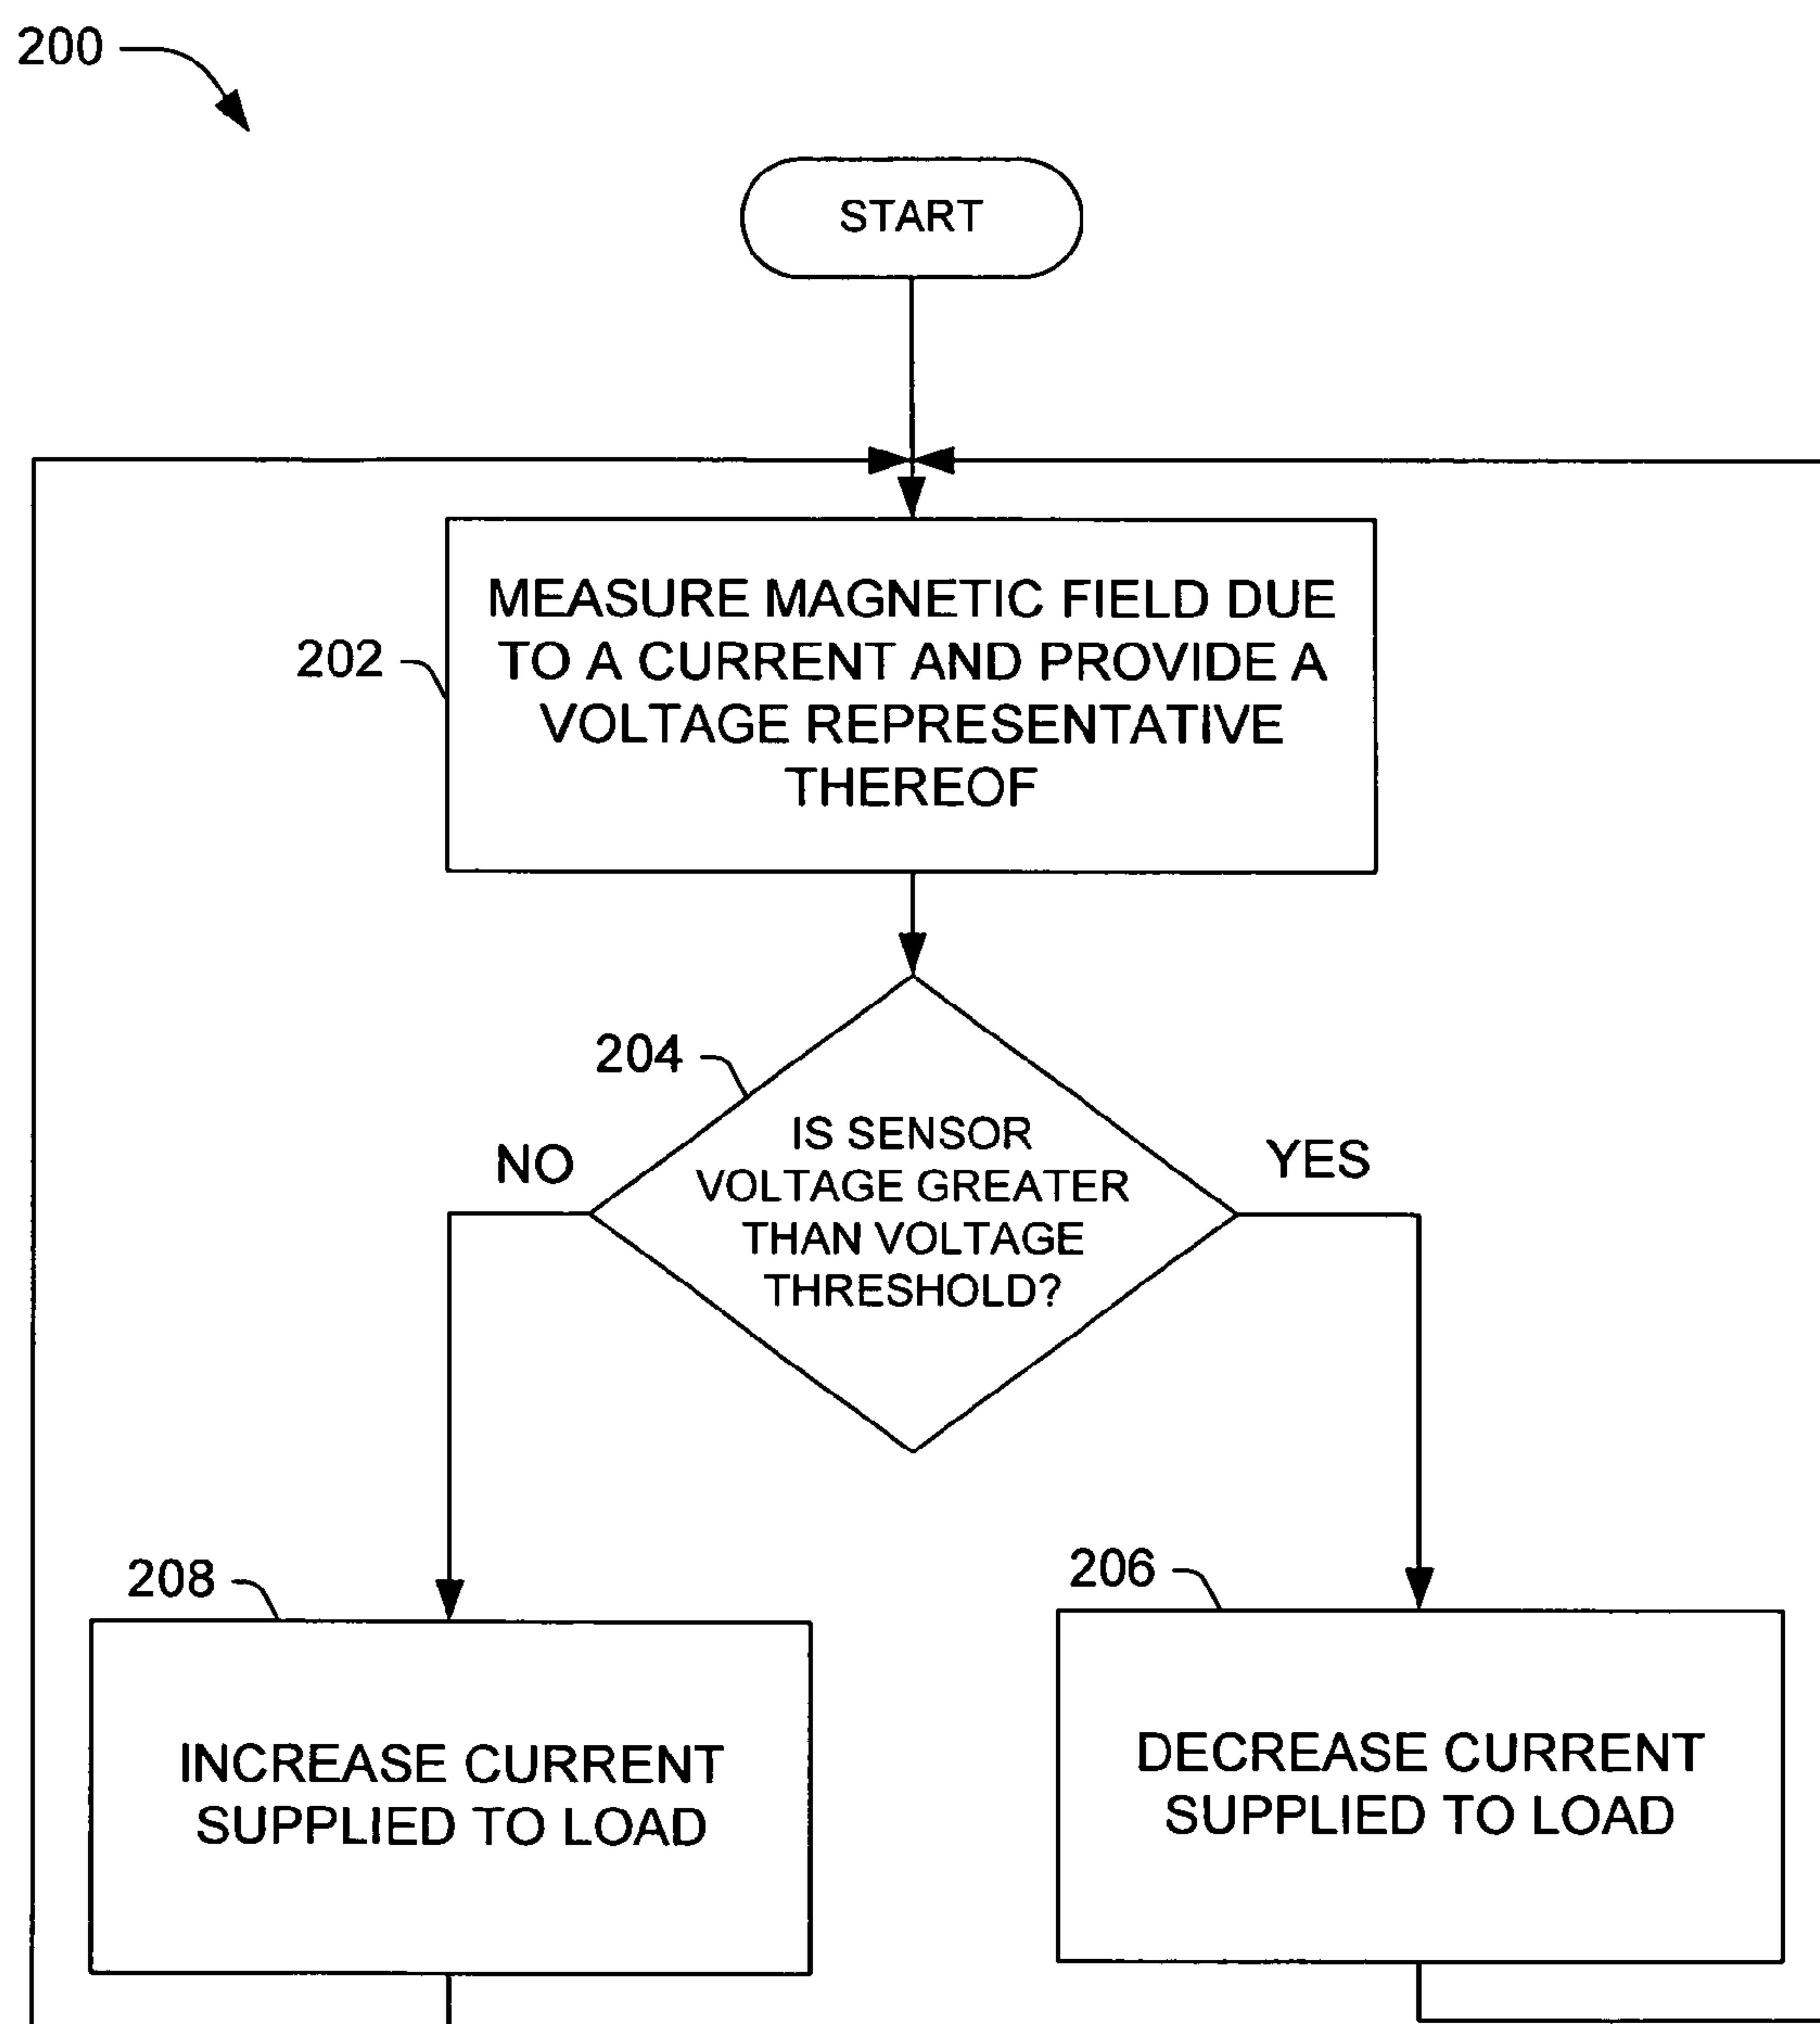 200
START
202
MEASURE MAGNETIC FIELD DUE
TO A CURRENT AND PROVIDE A
VOLTAGE REPRESENTATIVE
THEREOF
204
IS SENSOR
VOLTAGE GREATER
THAN VOLTAGE
THRESHOLD?
NO
YES
208
INCREASE CURRENT
SUPPLIED TO LOAD
206
DECREASE CURRENT
SUPPLIED TO LOAD